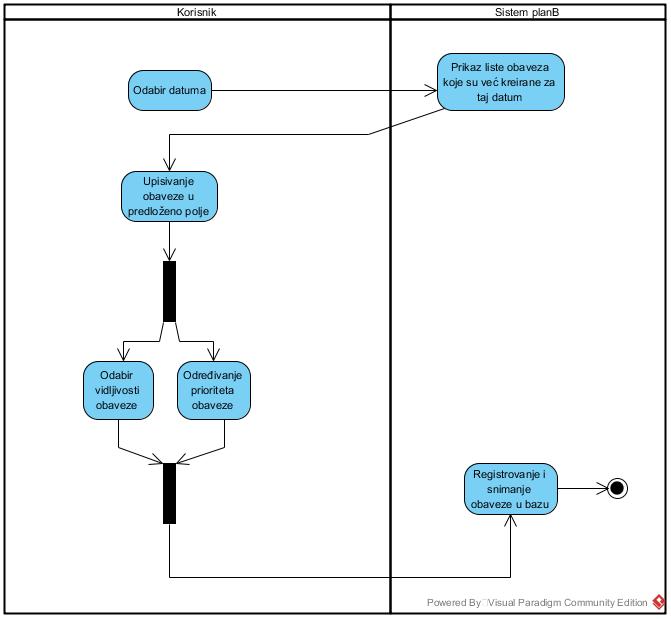 Korisnik
Sistem planB
Odabir datuma
Prikaz liste obaveza
koje su već kreirane za
taj datum
Upisivanje
obaveze u
predloženo polje
Odabir
vidljivosti
obaveze
Određivanje
prioriteta
obaveze
Registrovanje i
snimanje
obaveze u bazu
Powered By Visual Paradigm Community Edition